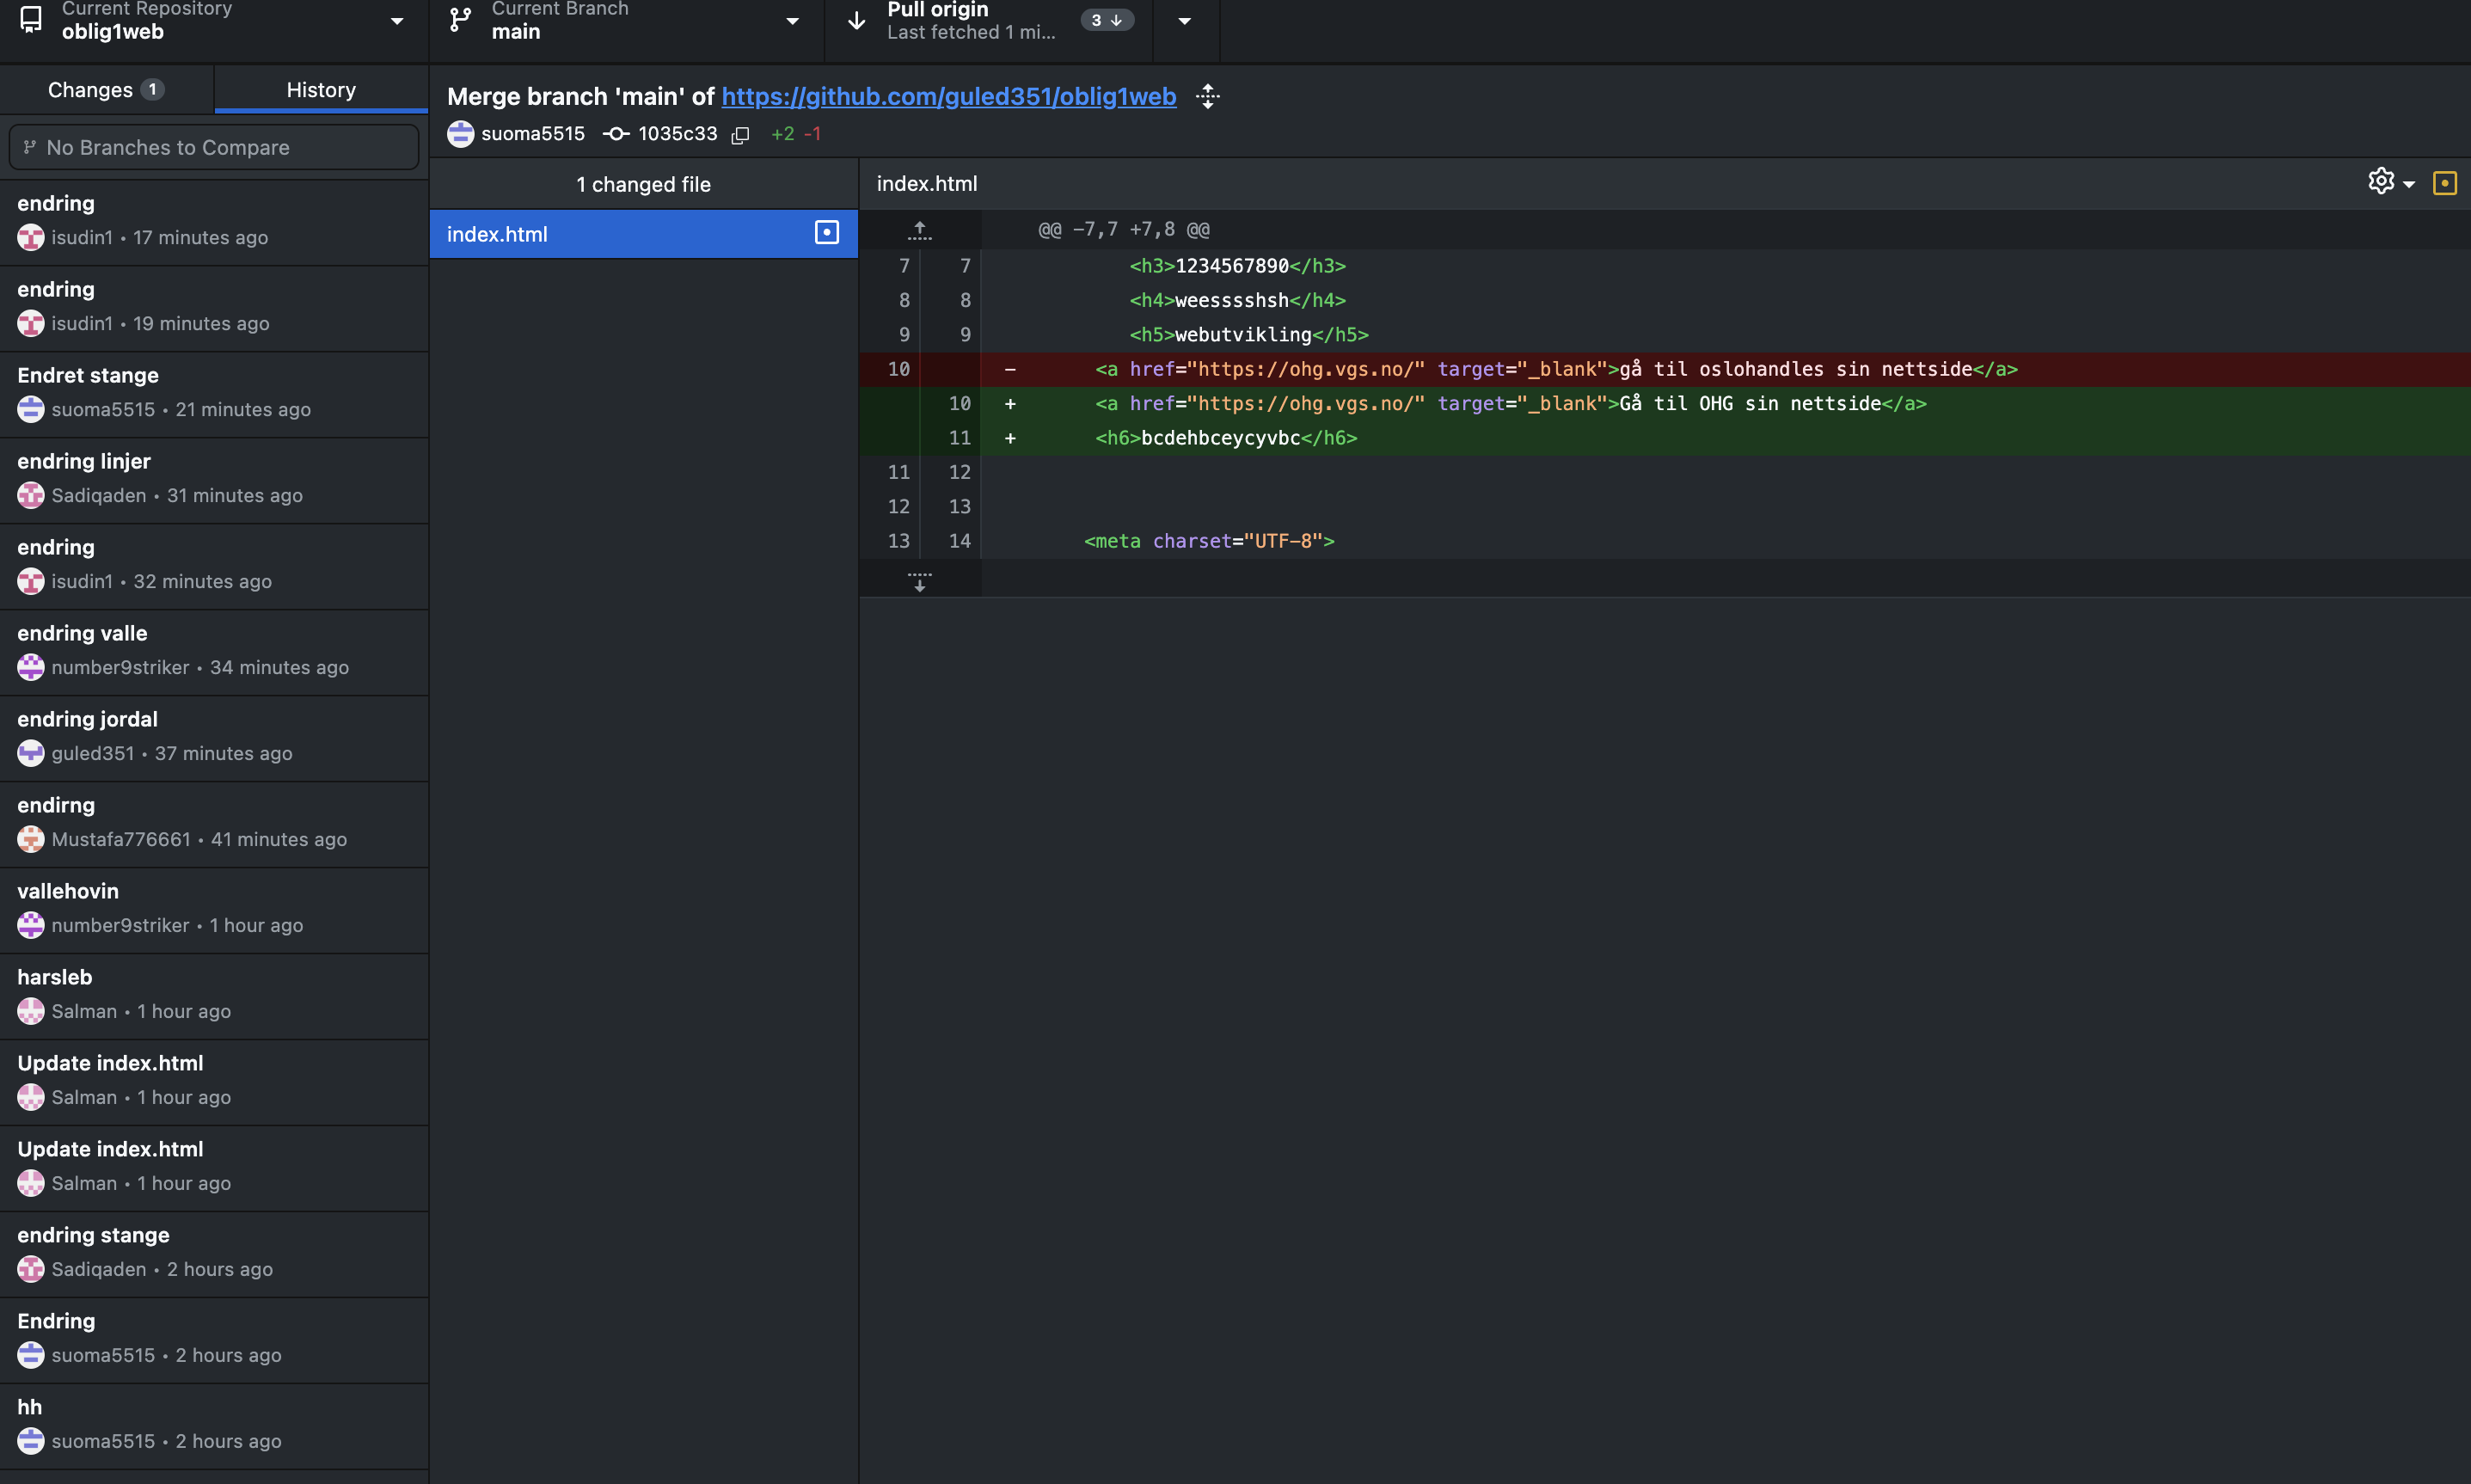 Current Repository
oblig1web
Current Branch
main
Pull origin
Last fetched 1 mi...
3
Changes 1
History
No Branches to Compare
endring
isudin1 • 17 minutes ago
endring
isudin1 • 19 minutes ago
Endret stange
suoma5515 • 21 minutes ago
endring linjer
Sadiqaden • 31 minutes ago
endring
isudin1 • 32 minutes ago
endring valle
number9striker • 34 minutes ago
endring jordal
guled351 • 37 minutes ago
endirng
Mustafa776661 • 41 minutes ago
vallehovin
number9striker • 1 hour ago
harsleb
Salman • 1 hour ago
Update index.html
Salman • 1 hour ago
Update index.html
Salman • 1 hour ago
endring stange
Sadiqaden • 2 hours ago
Endring
suoma5515 • 2 hours ago
hh
suoma5515 • 2 hours ago
Merge branch 'main' of https://github.com/guled351/oblig1web
suoma5515 1035c33 +2 -1
1 changed file
index.html
index.html
@@ -7,7 +7,8 @@
7 7 <h3>1234567890</h3>
8 8 <h4>weesssshsh</h4>
9 9 <h5>webutvikling</h5>
10 - <a href="https://ohg.vgs.no/" target="_blank">gå til oslohandles sin nettside</a>
10 + <a href="https://ohg.vgs.no/" target="_blank">Gå til OHG sin nettside</a>
11 + <h6>bcdehbceycyvbc</h6>
11 12
12 13
13 14 <meta charset="UTF-8">